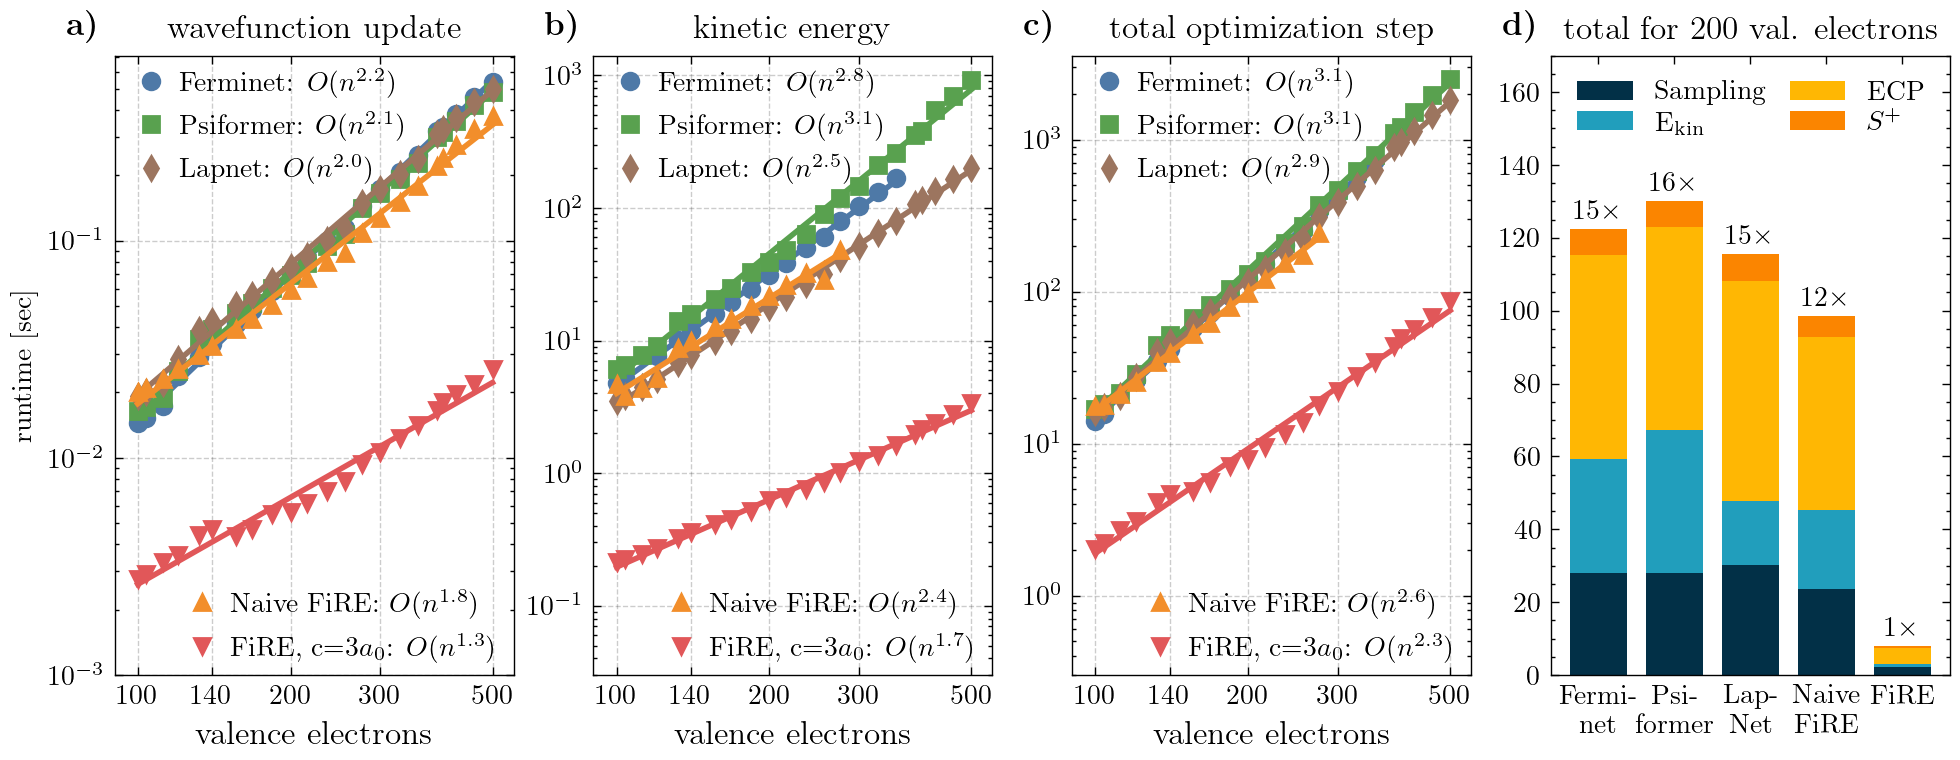 a) wavefunction update
Ferminet: O(n^2.2)
Psiformer: O(n^2.1)
Lapnet: O(n^2.0)
Naive FiRE: O(n^1.8)
FiRE, c=3a₀: O(n^1.3)
runtime [sec]
10^−1
10^−2
10^−3
100 140 200 300 500
valence electrons
b) kinetic energy
Ferminet: O(n^2.8)
Psiformer: O(n^3.1)
Lapnet: O(n^2.5)
Naive FiRE: O(n^2.4)
FiRE, c=3a₀: O(n^1.7)
10^3
10^2
10^1
10^0
10^−1
100 140 200 300 500
valence electrons
c) total optimization step
Ferminet: O(n^3.1)
Psiformer: O(n^3.1)
Lapnet: O(n^2.9)
Naive FiRE: O(n^2.6)
FiRE, c=3a₀: O(n^2.3)
10^3
10^2
10^1
10^0
100 140 200 300 500
valence electrons
d) total for 200 val. electrons
Sampling ECP
E_kin S^+
160
140
120
100
80
60
40
20
0
15×
16×
15×
12×
1×
Fermi- Psi- Lap- Naive FiRE
net former Net FiRE